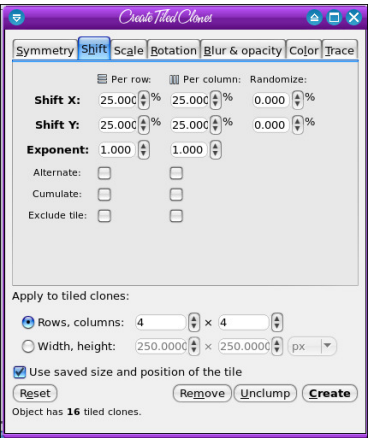 Create Tiled Clones
Symmetry Shift Scale Rotation Blur & opacity Color Trace
Per row: Per column: Randomize:
Shift X: 25.000 % 25.000 % 0.000 %
Shift Y: 25.000 % 25.000 % 0.000 %
Exponent: 1.000 1.000
Alternate:
Cumulate:
Exclude tile:
Apply to tiled clones:
Rows, columns: 4 × 4
Width, height: 250.0000 × 250.0000 px
Use saved size and position of the tile
Reset Remove Unclump Create
Object has 16 tiled clones.